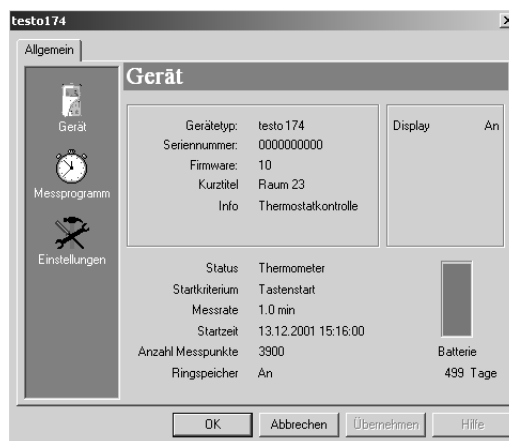 testo174
Allgemein
Gerät
Messprogramm
Einstellungen
Gerät
Gerätetyp: testo 174
Seriennummer: 0000000000
Firmware: 10
Kurztitel Raum 23
Info Thermostatkontrolle
Display An
Status Thermometer
Startkriterium Tastenstart
Messrate 1.0 min
Startzeit 13.12.2001 15:16:00
Anzahl Messpunkte 3900
Ringspeicher An
Batterie
499 Tage
OK Abbrechen Übernehmen Hilfe